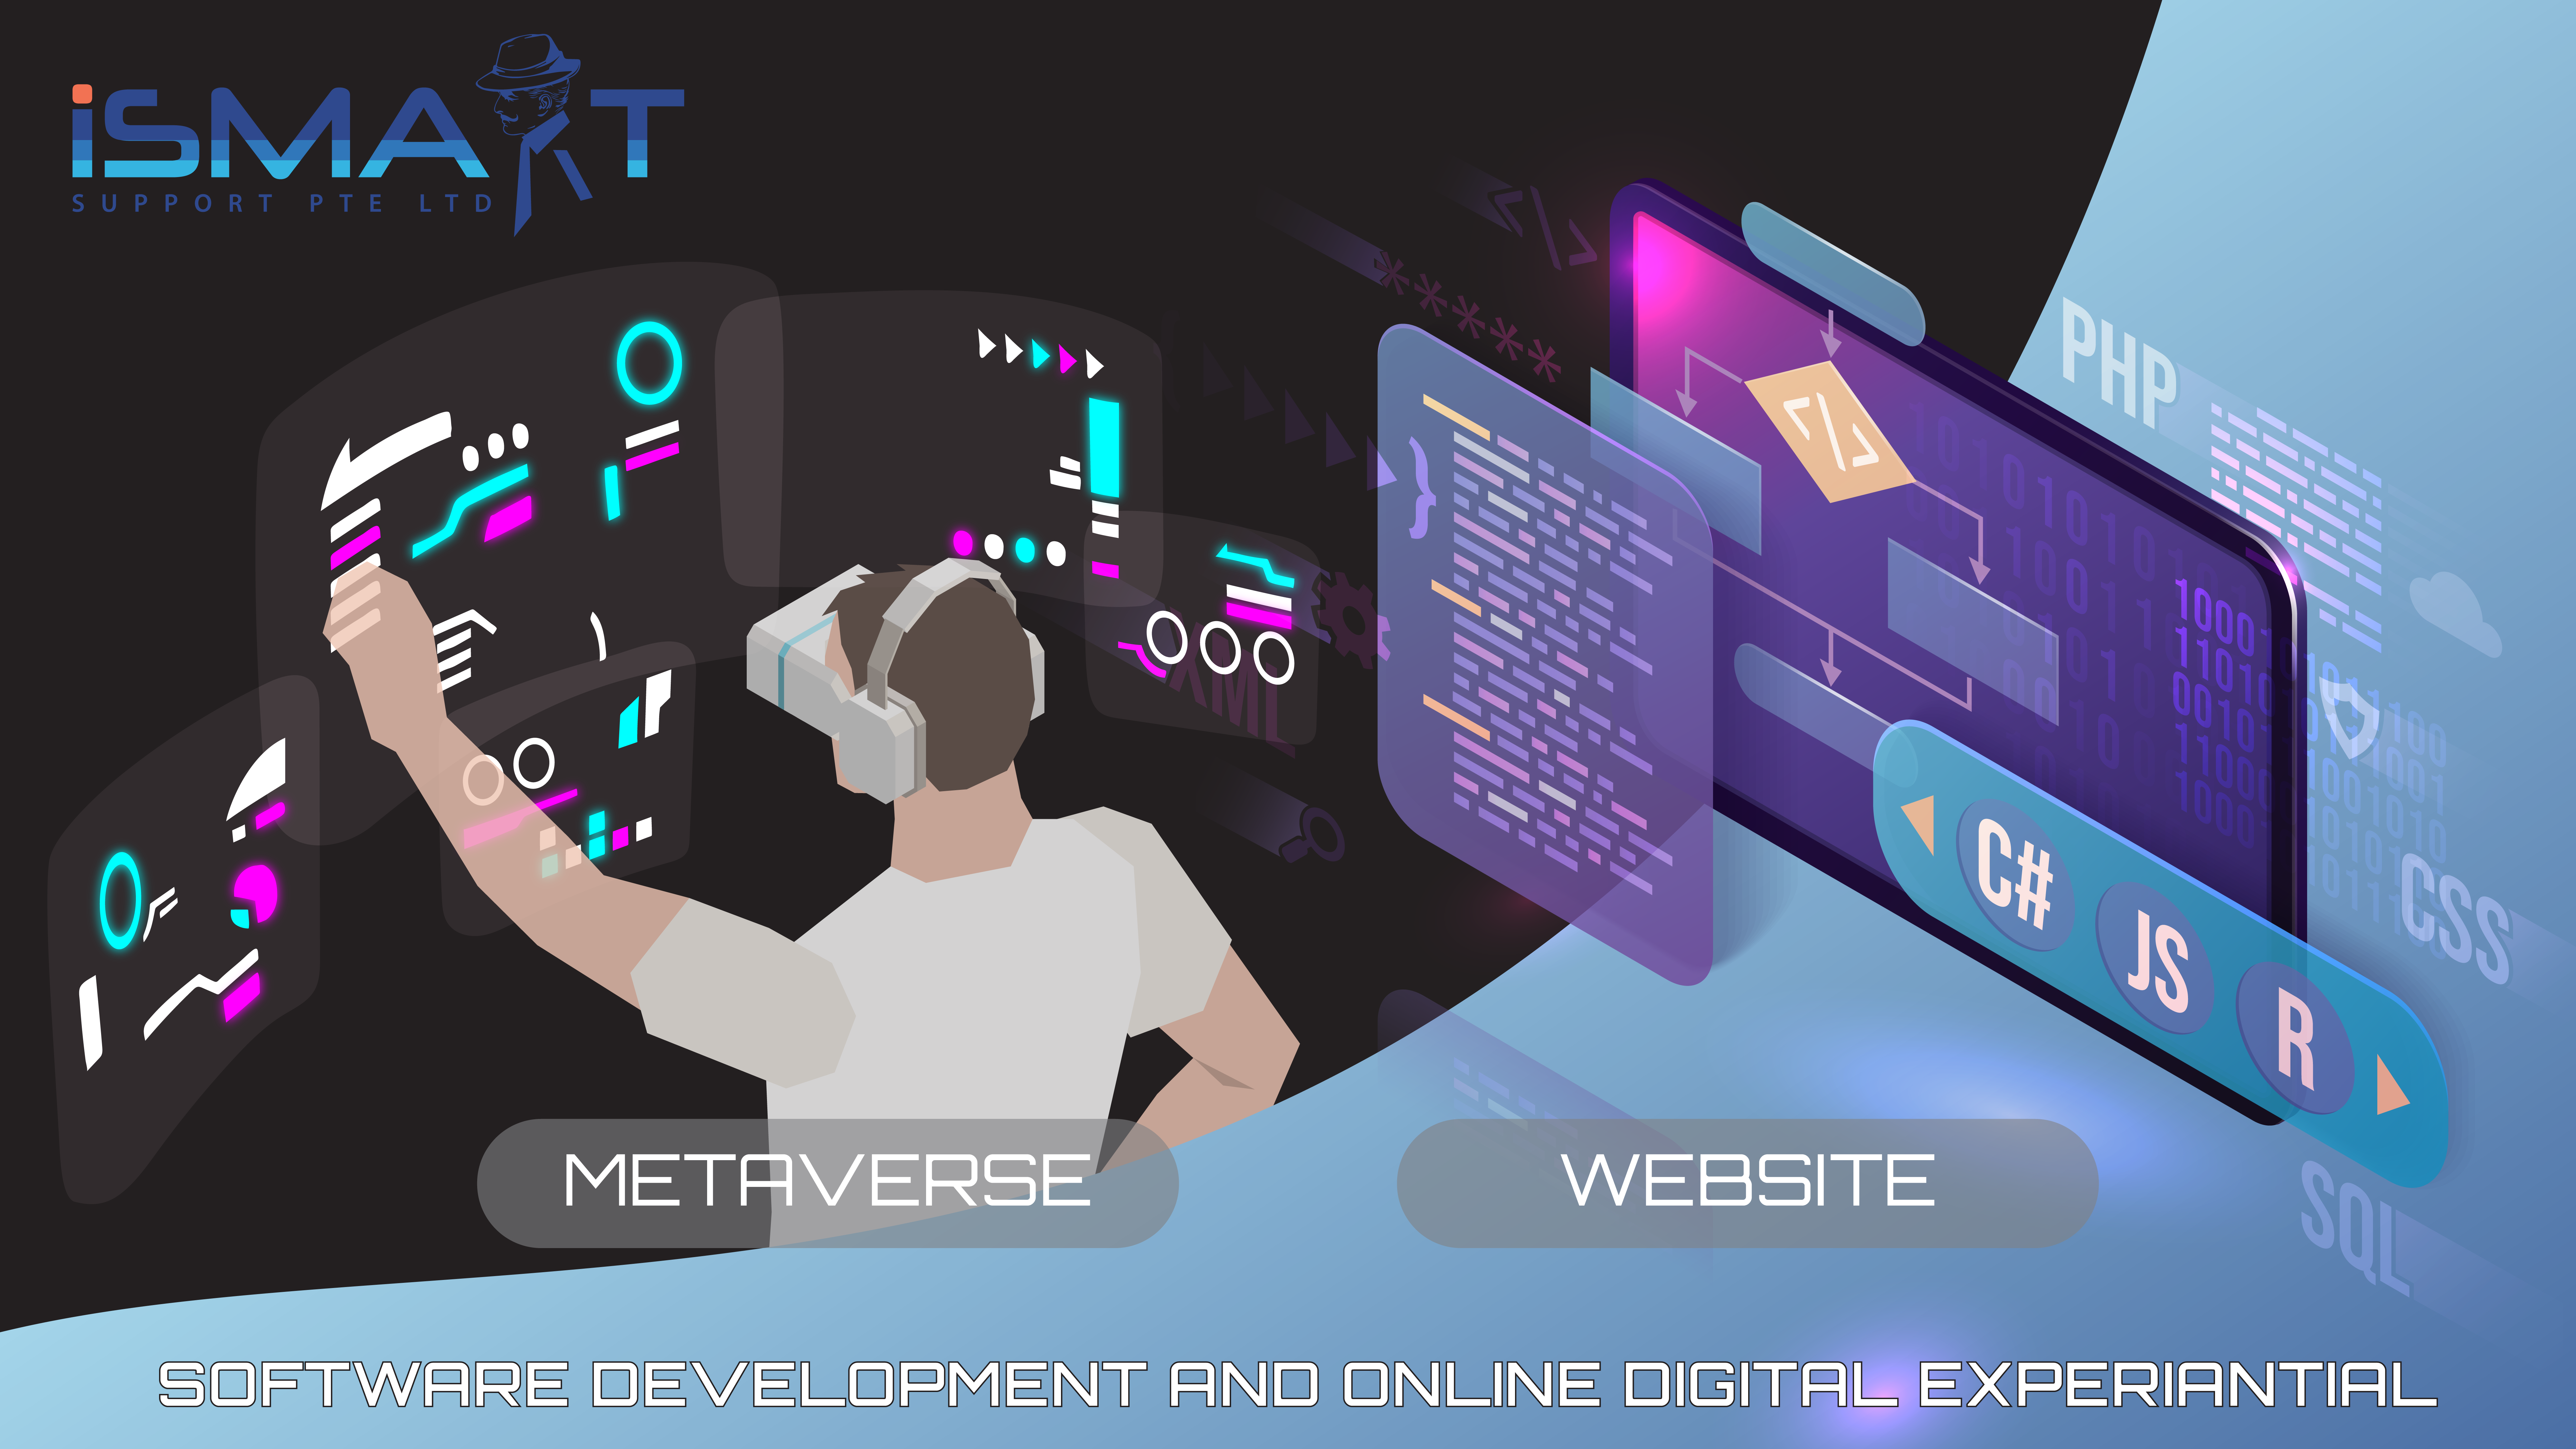 iSMART
SUPPORT PTE LTD
</>
*****
PHP
}
</>
XML
C#
JS
R
CSS
SQL
METAVERSE
WEBSITE
SOFTWARE DEVELOPMENT AND ONLINE DIGITAL EXPERIANTIAL